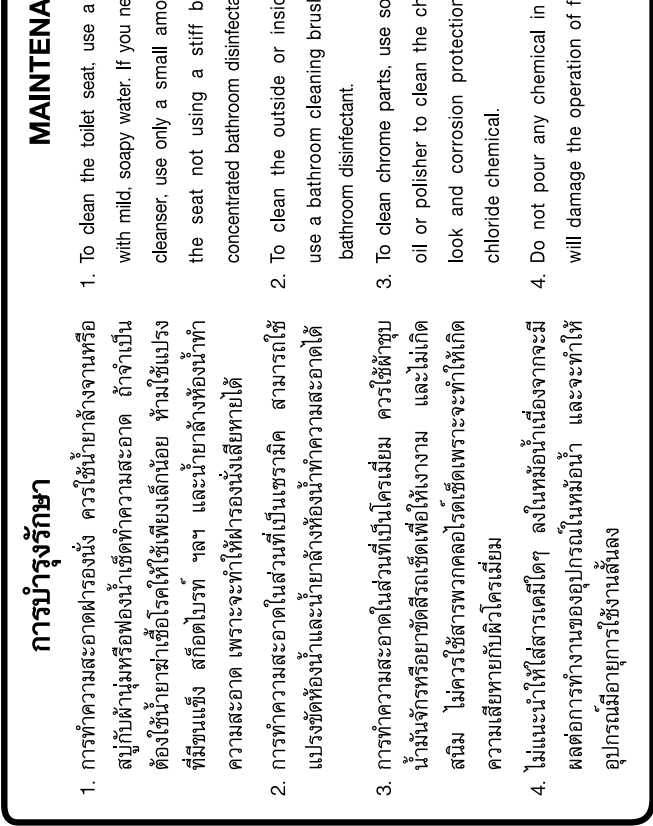 การบำรุงรักษา
1. การทำความสะอาดฝารองนั่ง ควรใช้น้ำยาล้างจานหรือ
สบู่กับผ้านุ่มหรือฟองน้ำเช็ดทำความสะอาด ถ้าจำเป็น
ต้องใช้น้ำยาฆ่าเชื้อโรคให้ใช้เพียงเล็กน้อย ห้ามใช้แปรง
ที่มีขนแข็ง สก็อตไบรท์ ฯลฯ และน้ำยาล้างห้องน้ำทำ
ความสะอาด เพราะจะทำให้ฝารองนั่งเสียหายได้
2. การทำความสะอาดในส่วนที่เป็นเซรามิค สามารถใช้
แปรงขัดห้องน้ำและน้ำยาล้างห้องน้ำทำความสะอาดได้
3. การทำความสะอาดในส่วนที่เป็นโครเมี่ยม ควรใช้ผ้าชุบ
น้ำมันจักรหรือยาขัดสีรถเช็ดเพื่อให้เงางาม และไม่เกิด
สนิม ไม่ควรใช้สารพวกคลอไรด์เช็ดเพราะจะทำให้เกิด
ความเสียหายกับผิวโครเมี่ยม
4. ไม่แนะนำให้ใส่สารเคมีใดๆ ลงในหม้อน้ำเนื่องจากจะมี
ผลต่อการทำงานของอุปกรณ์ในหม้อน้ำ และจะทำให้
อุปกรณ์มีอายุการใช้งานสั้นลง
MAINTENA
1. To clean the toilet seat, use a
with mild, soapy water. If you ne
cleanser, use only a small amo
the seat not using a stiff b
concentrated bathroom disinfecta
2. To clean the outside or insid
use a bathroom cleaning brush
bathroom disinfectant.
3. To clean chrome parts, use so
oil or polisher to clean the ch
look and corrosion protection
chloride chemical.
4. Do not pour any chemical in
will damage the operation of f